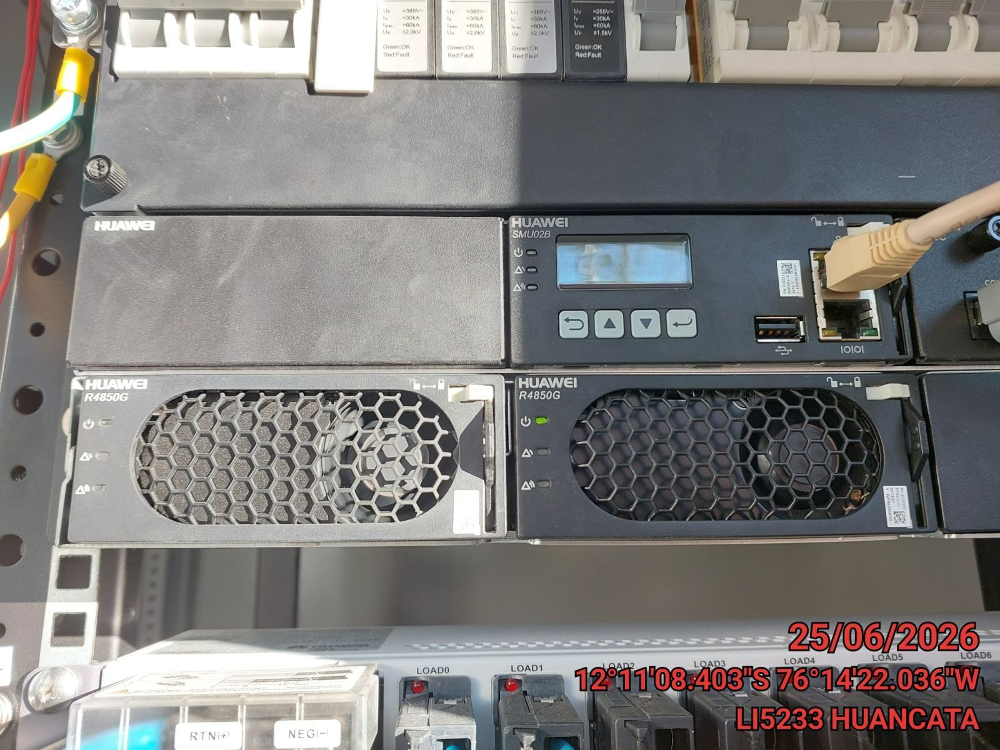 Uc =385V~
In =30kA
Imax =60kA
Up ≤2.0kV
Green:OK
Red:Fault
Uc =385V~
In =30kA
Imax =60kA
Up ≤2.0kV
Green:OK
Red:Fault
Uc =385V~
In =30kA
Imax =60kA
Up ≤2.0kV
Green:OK
Red:Fault
Uc =255V~
In =30kA
Imax =60kA
Up ≤1.5kV
Green:OK
Red:Fault
HUAWEI
HUAWEI
SMU02B
IOIOI
HUAWEI
R4850G
HUAWEI
R4850G
LOAD0
LOAD1
LOAD2
LOAD3
LOAD4
LOAD5
LOAD6
RTN(+)
NEG(-)
25/06/2026
12°11'08.403"S 76°14'22.036"W
LI5233 HUANCATA